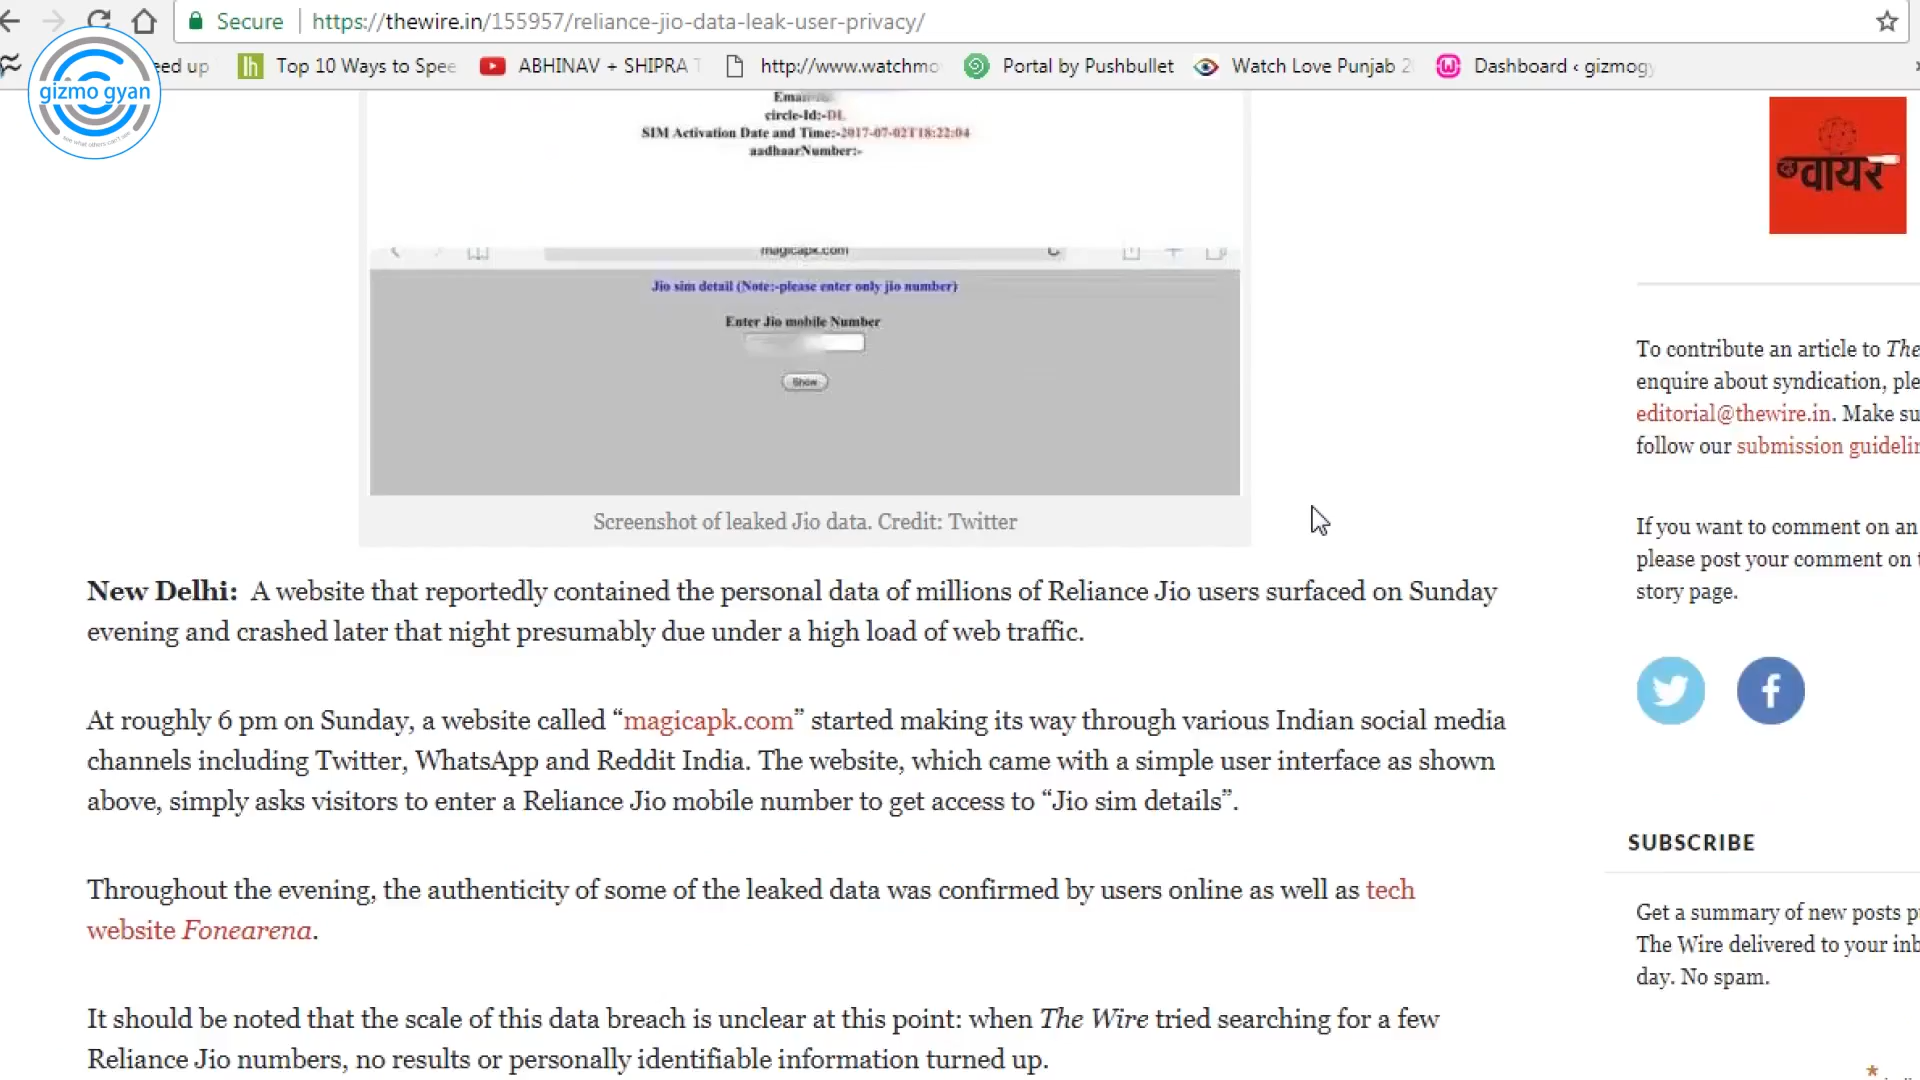 Secure https://thewire.in/155957/reliance-jio-data-leak-user-privacy/
eed up Top 10 Ways to Spee ABHINAV + SHIPRA T http://www.watchmo Portal by Pushbullet Watch Love Punjab 2 Dashboard ‹ gizmogy
gizmo gyan
circle-Id:-DL
SIM Activation Date and Time:-2017-07-02T18:22:04
aadhaarNumber:-
द वायर
magicapk.com
Jio sim detail (Note:-please enter only jio number)
Enter Jio mobile Number
Show
Screenshot of leaked Jio data. Credit: Twitter
New Delhi: A website that reportedly contained the personal data of millions of Reliance Jio users surfaced on Sunday
evening and crashed later that night presumably due under a high load of web traffic.
At roughly 6 pm on Sunday, a website called “magicapk.com” started making its way through various Indian social media
channels including Twitter, WhatsApp and Reddit India. The website, which came with a simple user interface as shown
above, simply asks visitors to enter a Reliance Jio mobile number to get access to “Jio sim details”.
Throughout the evening, the authenticity of some of the leaked data was confirmed by users online as well as tech
website Fonearena.
It should be noted that the scale of this data breach is unclear at this point: when The Wire tried searching for a few
Reliance Jio numbers, no results or personally identifiable information turned up.
To contribute an article to The
enquire about syndication, ple
editorial@thewire.in. Make su
follow our submission guidelin
If you want to comment on an
please post your comment on t
story page.
SUBSCRIBE
Get a summary of new posts p
The Wire delivered to your inb
day. No spam.